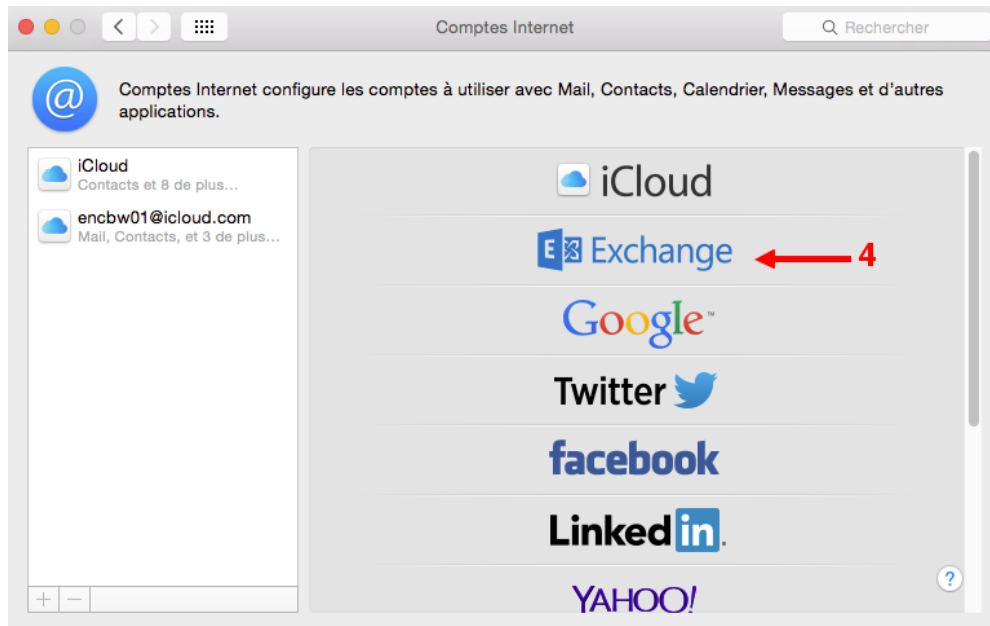 Comptes Internet
Rechercher
Comptes Internet configure les comptes à utiliser avec Mail, Contacts, Calendrier, Messages et d'autres
applications.
iCloud
Contacts et 8 de plus...
encbw01@icloud.com
Mail, Contacts, et 3 de plus...
iCloud
E Exchange
4
Google™
Twitter
facebook
Linked in.
YAHOO!
?